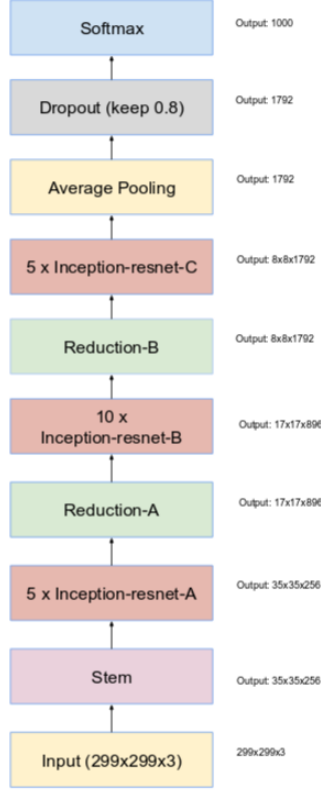 Softmax
Output: 1000
Dropout (keep 0.8)
Output: 1792
Average Pooling
Output: 1792
5 x Inception-resnet-C
Output: 8x8x1792
Reduction-B
Output: 8x8x1792
10 x
Inception-resnet-B
Output: 17x17x896
Reduction-A
Output: 17x17x896
5 x Inception-resnet-A
Output: 35x35x256
Stem
Output: 35x35x256
Input (299x299x3)
299x299x3